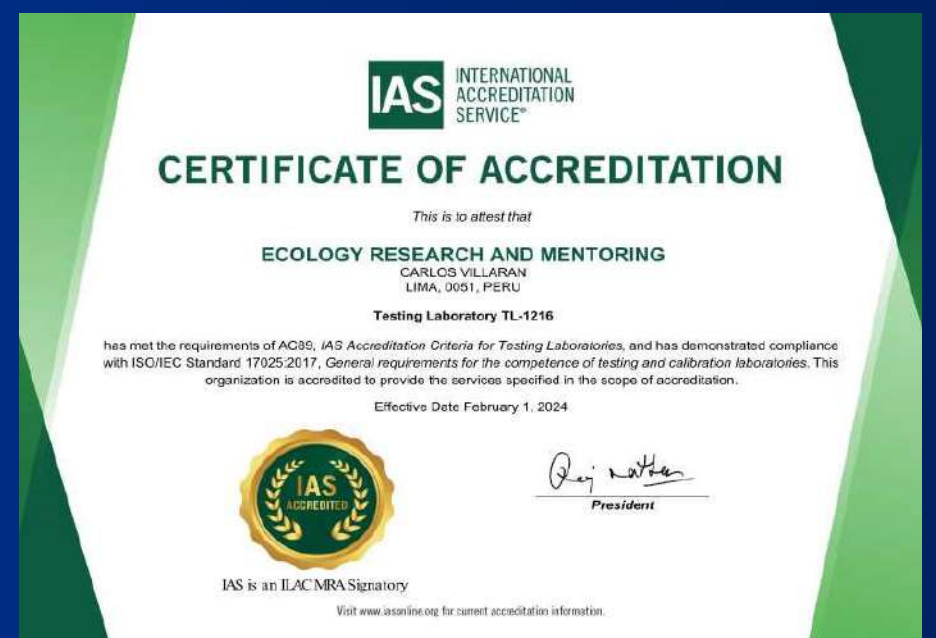 IAS
INTERNATIONAL
ACCREDITATION
SERVICE®
CERTIFICATE OF ACCREDITATION
This is to attest that
ECOLOGY RESEARCH AND MENTORING
CARLOS VILLARAN
LIMA, 0051, PERU
Testing Laboratory TL-1216
has met the requirements of AC89, IAS Accreditation Criteria for Testing Laboratories, and has demonstrated compliance
with ISO/IEC Standard 17025:2017, General requirements for the competence of testing and calibration laboratories. This
organization is accredited to provide the services specified in the scope of accreditation.
Effective Date February 1, 2024
IAS
ACCREDITED
President
IAS is an ILAC MRA Signatory
Visit www.iasonline.org for current accreditation information.